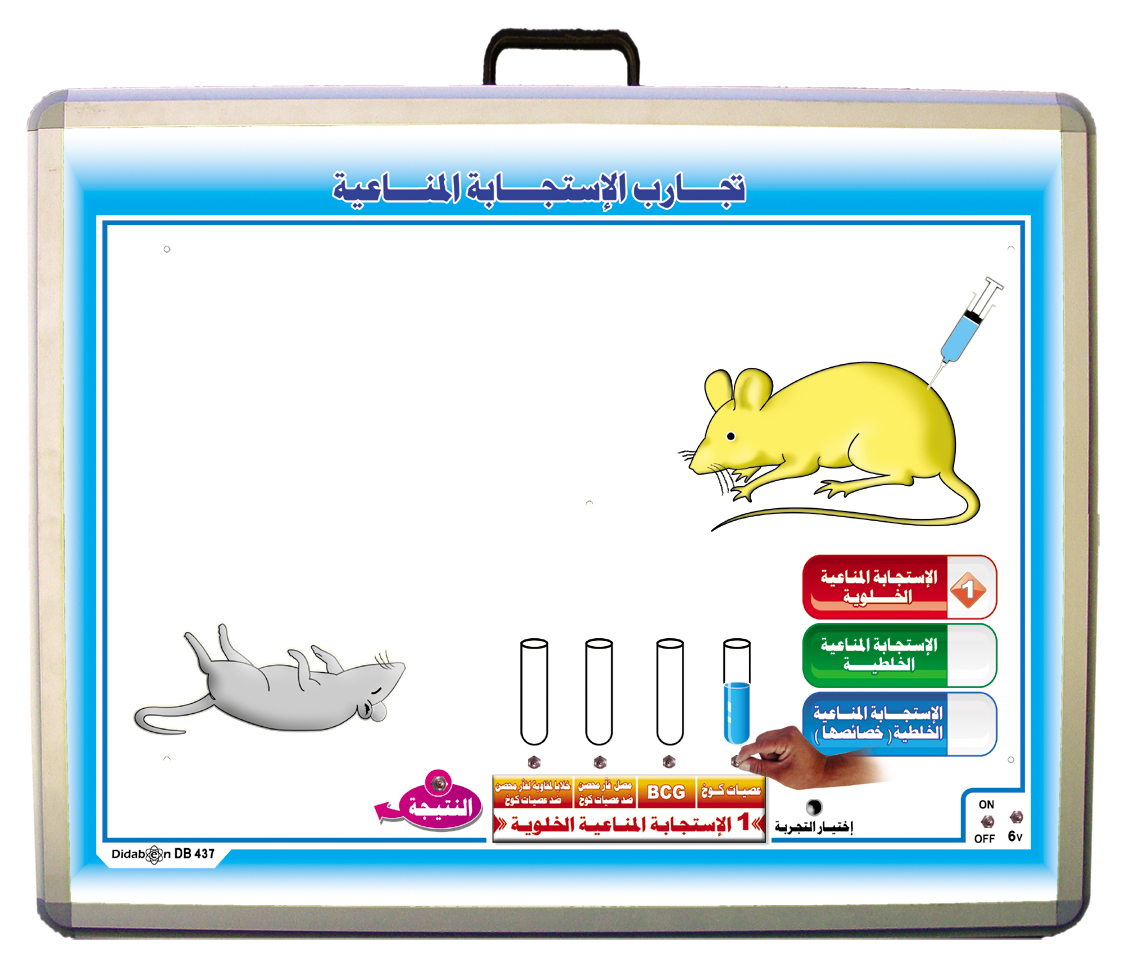 تجارب الإستجابة المناعية
الإستجابة المناعية
الخلوية
1
الإستجابة المناعية
الخلطية
الإستجابة المناعية
الخلطية ( خصائصها )
عصيات كوخ
BCG
مصل فأر محصن
ضد عصيات كوخ
خلايا لمفاوية لفأر محصن
ضد عصيات كوخ
1 الإستجابة المناعية الخلوية
النتيجة
إختيار التجربة
ON
OFF
6V
Didaben DB 437